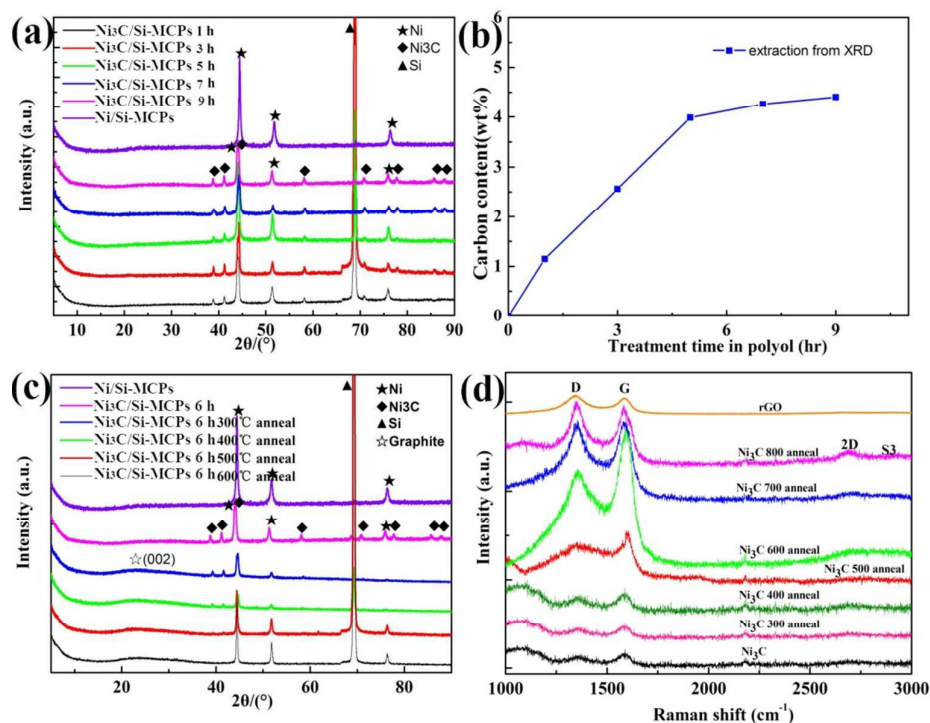 (a)
Ni3C/Si-MCPs 1 h
Ni3C/Si-MCPs 3 h
Ni3C/Si-MCPs 5 h
Ni3C/Si-MCPs 7 h
Ni3C/Si-MCPs 9 h
Ni/Si-MCPs
★Ni
◆Ni3C
▲Si
Intensity (a.u.)
10 20 30 40 50 60 70 80 90
2θ/(°)
(b)
extraction from XRD
Carbon content(wt%)
6
5
4
3
2
1
0
0 3 6 9
Treatment time in polyol (hr)
(c)
Ni/Si-MCPs
Ni3C/Si-MCPs 6 h
Ni3C/Si-MCPs 6 h300℃ anneal
Ni3C/Si-MCPs 6 h400℃ anneal
Ni3C/Si-MCPs 6 h500℃ anneal
Ni3C/Si-MCPs 6 h600℃ anneal
★Ni
◆Ni3C
▲Si
☆Graphite
☆(002)
Intensity (a.u.)
20 40 60 80
2θ/(°)
(d)
D G
rGO
2D S3
Ni3C 800 anneal
Ni3C 700 anneal
Ni3C 600 anneal
Ni3C 500 anneal
Ni3C 400 anneal
Ni3C 300 anneal
Ni3C
Intensity (a.u.)
1000 1500 2000 2500 3000
Raman shift (cm-1)